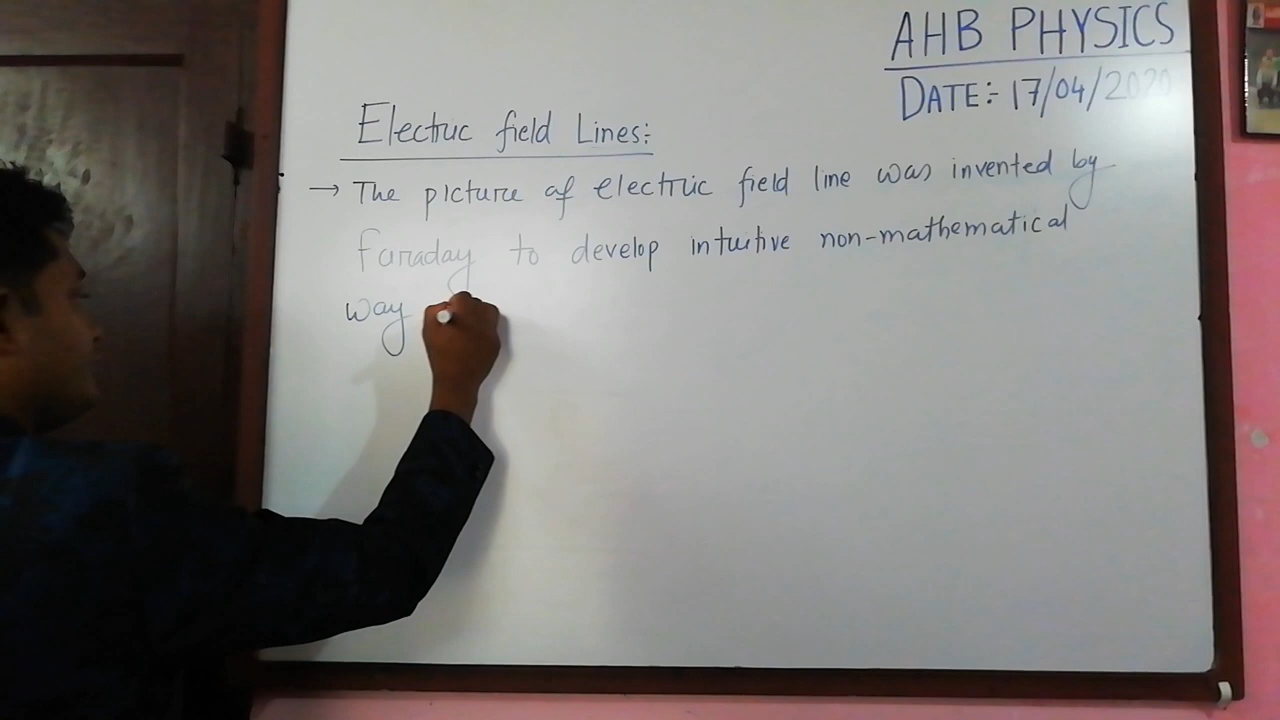 AHB PHYSICS
DATE:- 17/04/2020
Electric field Lines:
→ The picture of electric field line was invented by
Faraday to develop intuitive non-mathematical
way